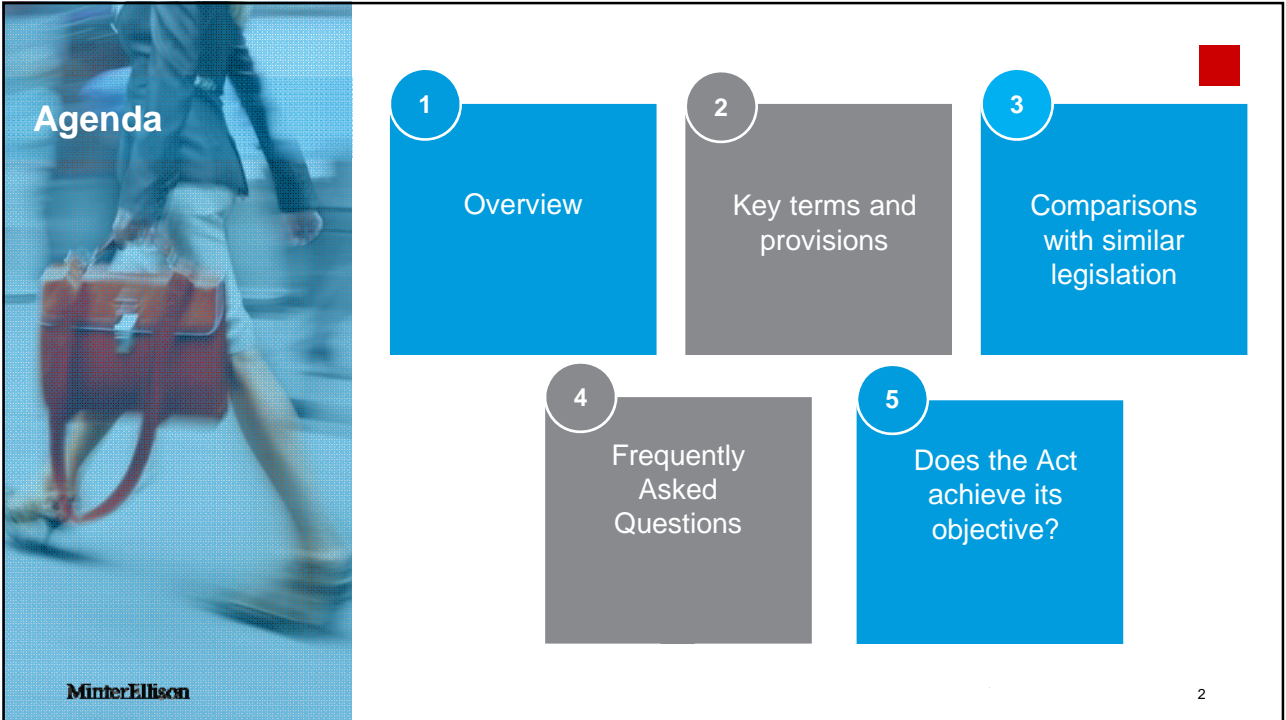 Agenda
1
Overview
2
Key terms and
provisions
3
Comparisons
with similar
legislation
4
Frequently
Asked
Questions
5
Does the Act
achieve its
objective?
MinterEllison
2